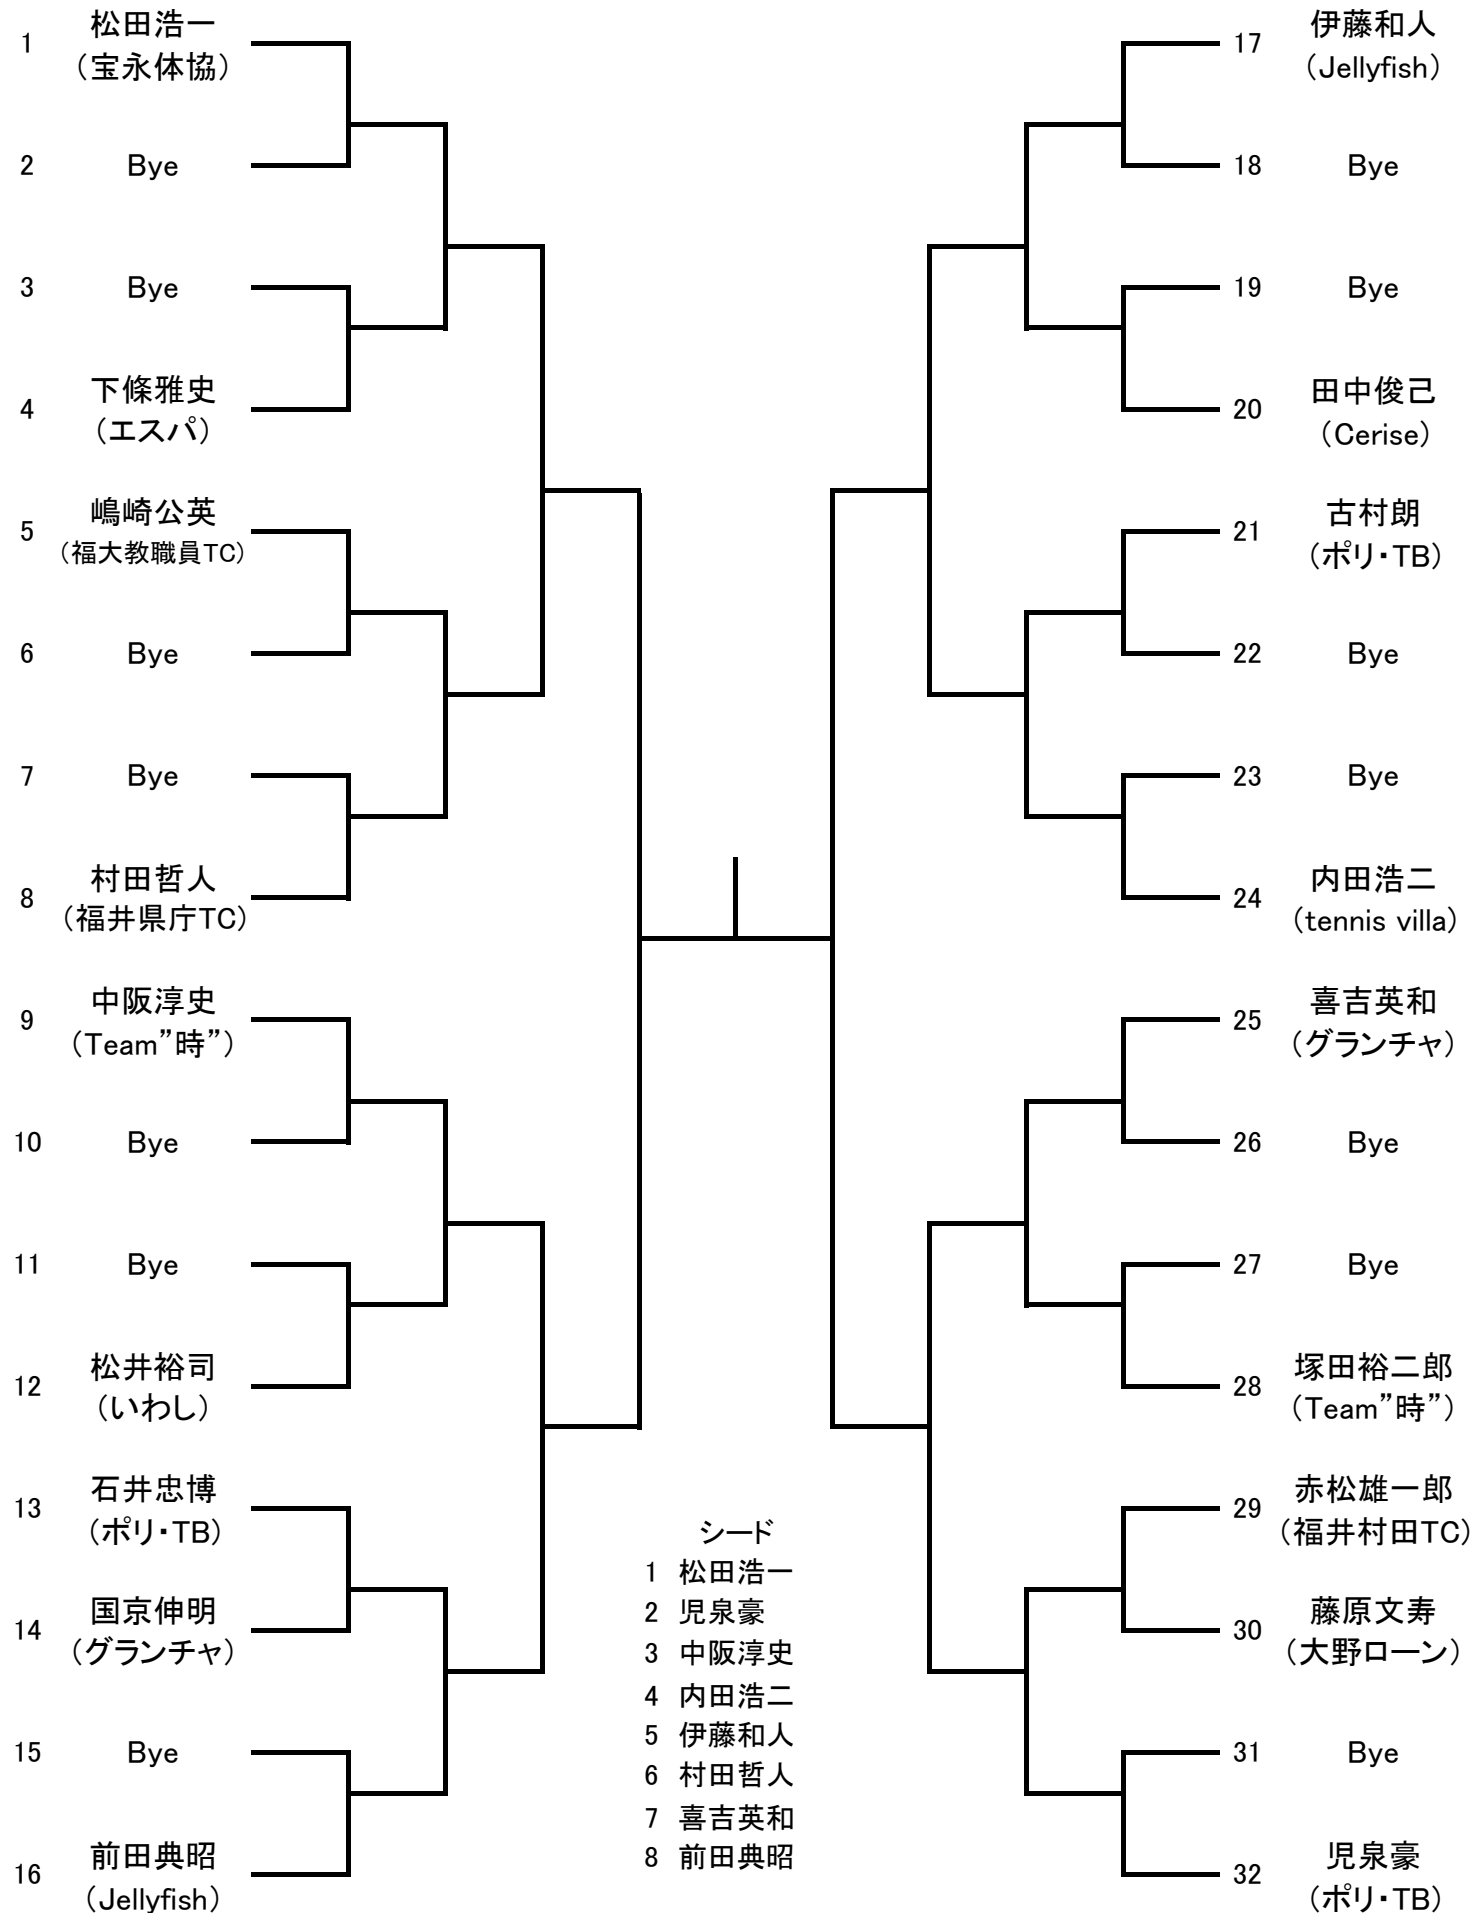 1 松田浩一
（宝永体協）
2 Bye
3 Bye
4 下條雅史
（エスパ）
5 嶋崎公英
（福大教職員TC）
6 Bye
7 Bye
8 村田哲人
（福井県庁TC）
9 中阪淳史
（Team”時”）
10 Bye
11 Bye
12 松井裕司
（いわし）
13 石井忠博
（ポリ・TB）
14 国京伸明
（グランチャ）
15 Bye
16 前田典昭
（Jellyfish）
シード
1 松田浩一
2 児泉豪
3 中阪淳史
4 内田浩二
5 伊藤和人
6 村田哲人
7 喜吉英和
8 前田典昭
17 伊藤和人
（Jellyfish）
18 Bye
19 Bye
20 田中俊己
（Cerise）
21 古村朗
（ポリ・TB）
22 Bye
23 Bye
24 内田浩二
（tennis villa）
25 喜吉英和
（グランチャ）
26 Bye
27 Bye
28 塚田裕二郎
（Team”時”）
29 赤松雄一郎
（福井村田TC）
30 藤原文寿
（大野ローン）
31 Bye
32 児泉豪
（ポリ・TB）